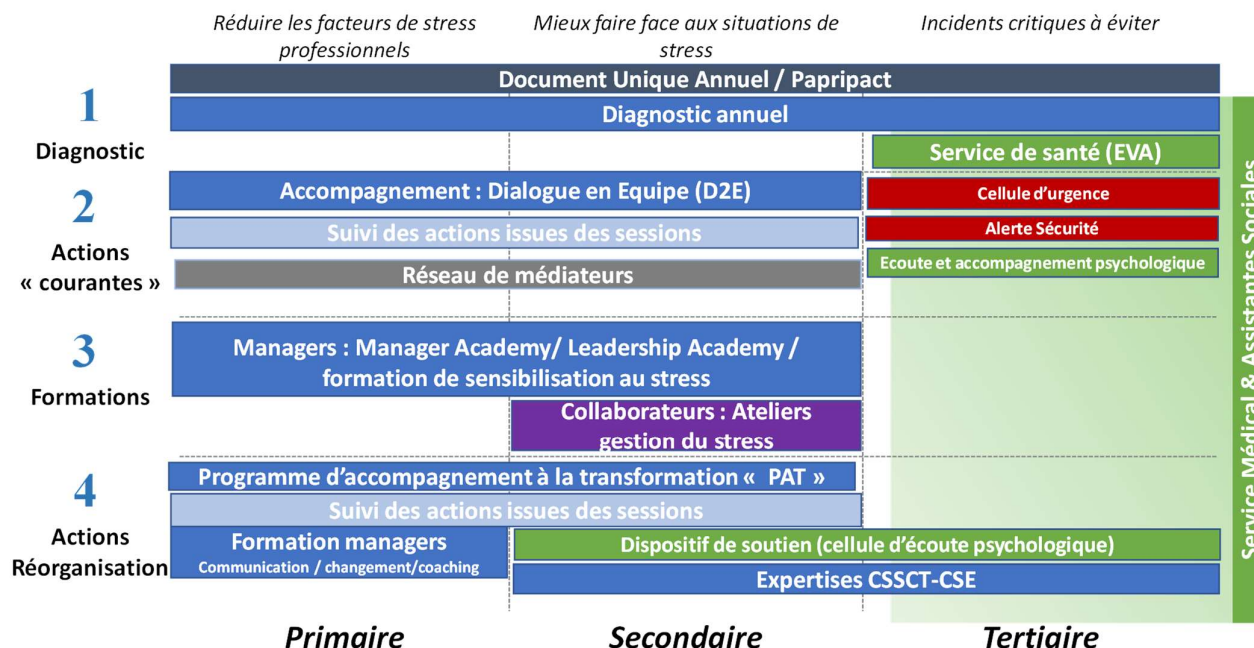 Réduire les facteurs de stress
professionnels
Mieux faire face aux situations de
stress
Incidents critiques à éviter
Document Unique Annuel / Papripact
1
Diagnostic
Diagnostic annuel
Service de santé (EVA)
2
Actions
« courantes »
Accompagnement : Dialogue en Equipe (D2E)
Cellule d’urgence
Suivi des actions issues des sessions
Alerte Sécurité
Réseau de médiateurs
Ecoute et accompagnement psychologique
3
Formations
Managers : Manager Academy/ Leadership Academy /
formation de sensibilisation au stress
Collaborateurs : Ateliers
gestion du stress
4
Actions
Réorganisation
Programme d’accompagnement à la transformation « PAT »
Suivi des actions issues des sessions
Formation managers
Communication / changement/coaching
Dispositif de soutien (cellule d’écoute psychologique)
Expertises CSSCT-CSE
Primaire
Secondaire
Tertiaire
Service Médical & Assistantes Sociales